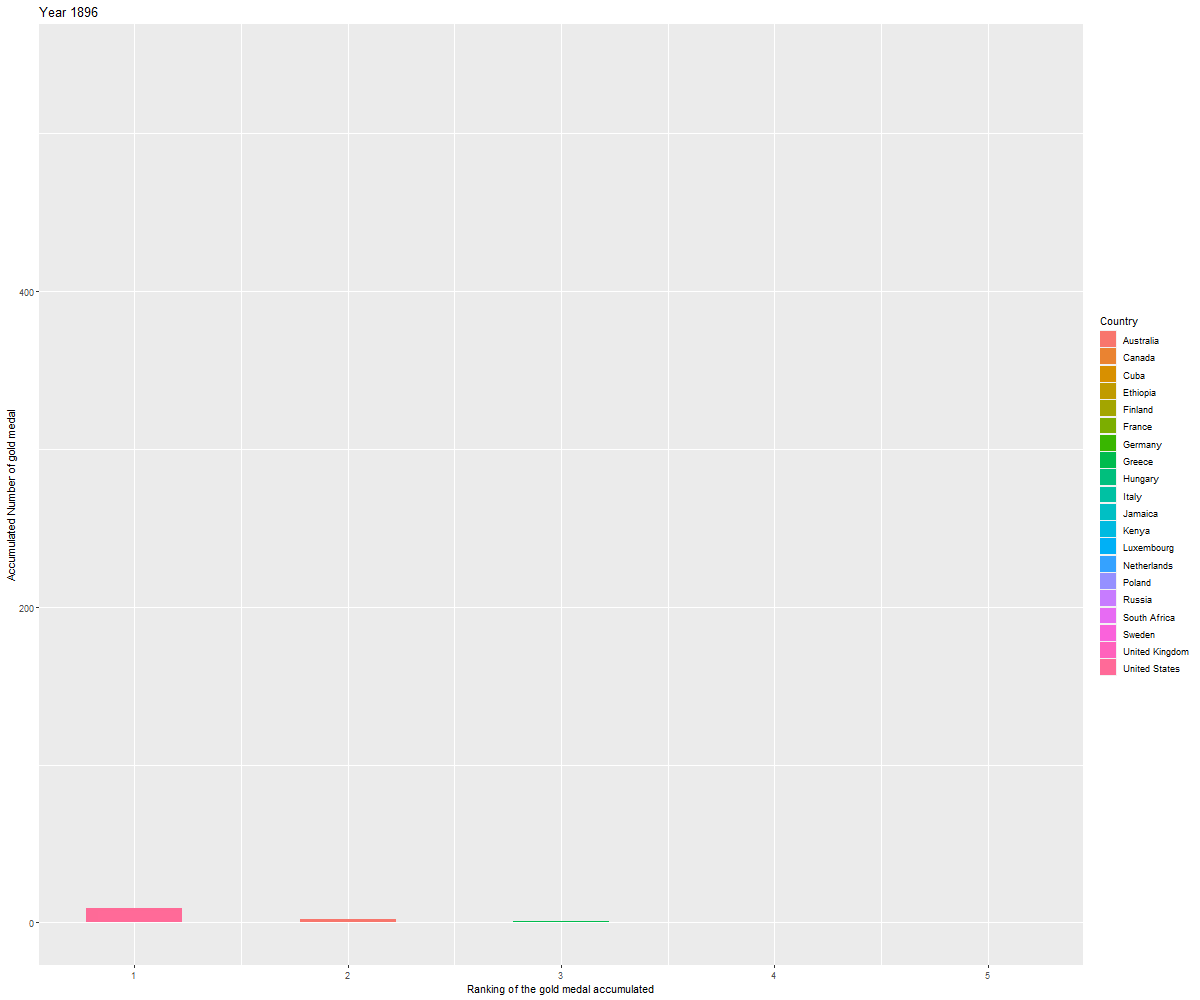 Year 1896
Accumulated Number of gold medal
400
200
0
1 2 3 4 5
Ranking of the gold medal accumulated
Country
Australia
Canada
Cuba
Ethiopia
Finland
France
Germany
Greece
Hungary
Italy
Jamaica
Kenya
Luxembourg
Netherlands
Poland
Russia
South Africa
Sweden
United Kingdom
United States